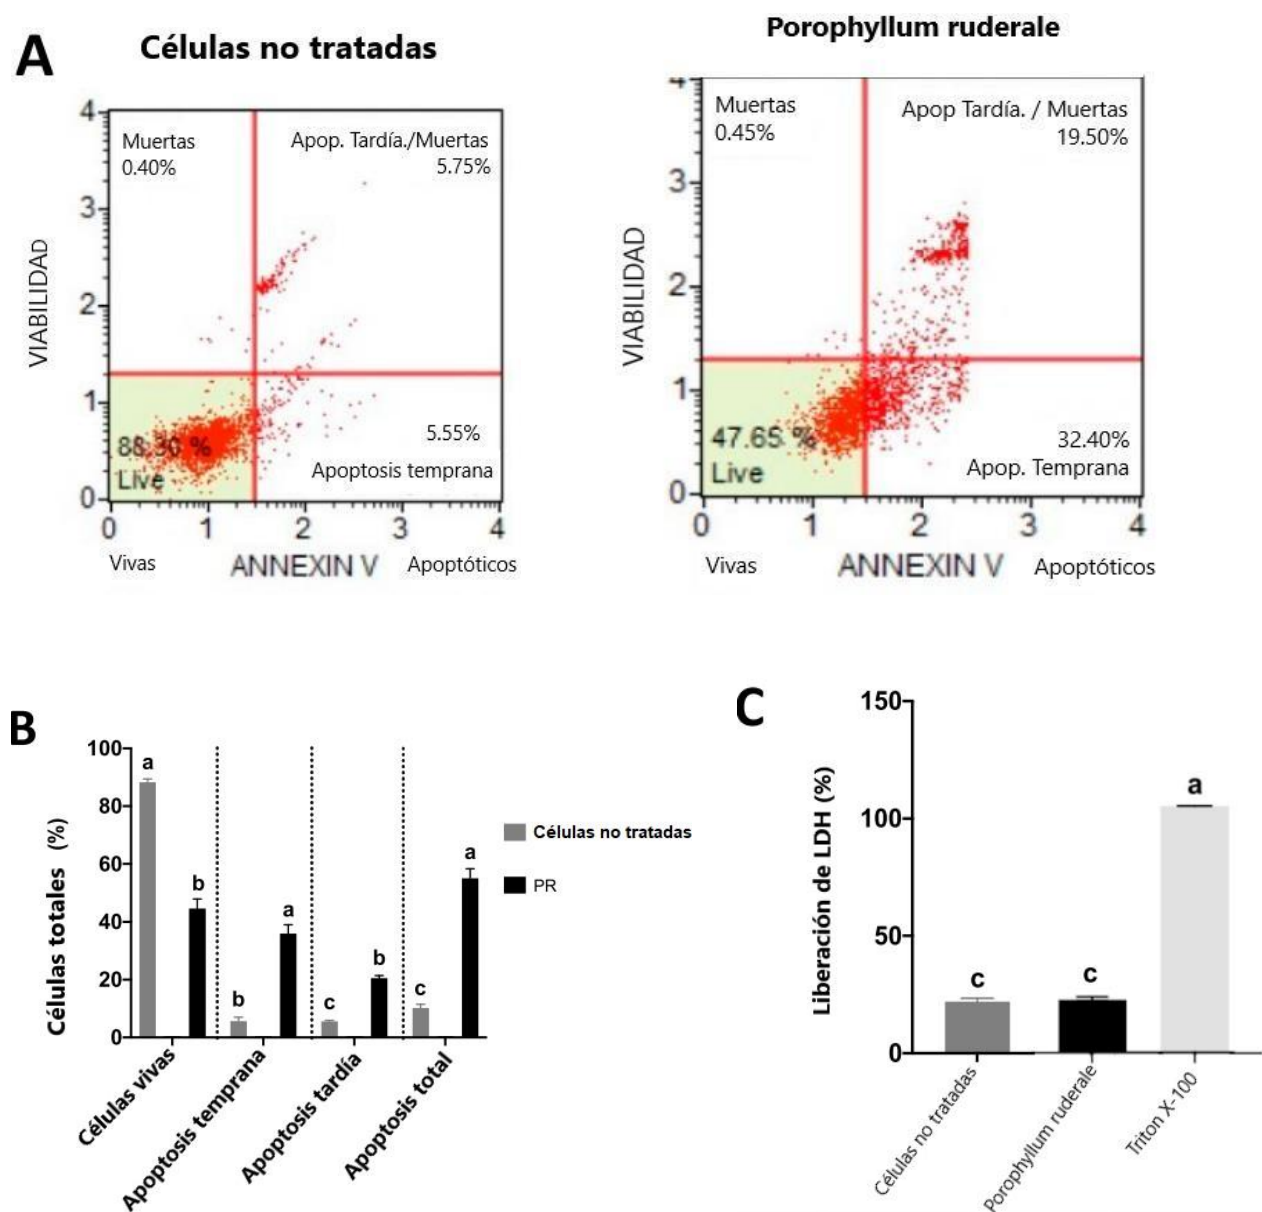 A
Células no tratadas
Porophyllum ruderale
4
Muertas
0.40%
Apop. Tardía./Muertas
5.75%
3
VIABILIDAD
2
1
88.30 %
Live
5.55%
Apoptosis temprana
0
0 1 2 3 4
Vivas
ANNEXIN V
Apoptóticos
4
Muertas
0.45%
Apop Tardía. / Muertas
19.50%
3
VIABILIDAD
2
1
47.65 %
Live
32.40%
Apop. Temprana
0
0 1 2 3 4
Vivas
ANNEXIN V
Apoptóticos
B
Células totales (%)
100
80
60
40
20
0
a
b
b
a
c
b
c
a
Células vivas
Apoptosis temprana
Apoptosis tardía
Apoptosis total
Células no tratadas
PR
C
Liberación de LDH (%)
150
100
50
0
c
c
a
Células no tratadas
Porophyllum ruderale
Triton X-100